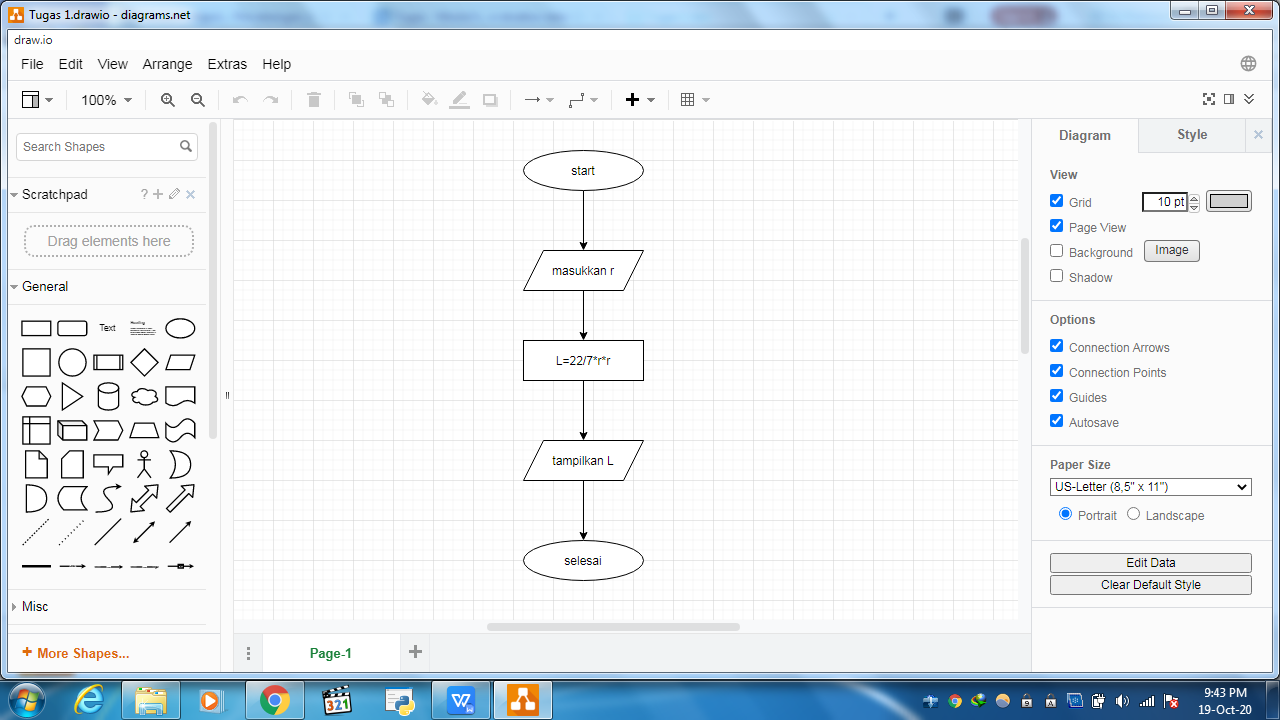 Tugas 1.drawio - diagrams.net
draw.io
File Edit View Arrange Extras Help
100%
Search Shapes
Scratchpad
?
Drag elements here
General
Text
Heading
Misc
+ More Shapes...
start
masukkan r
L=22/7*r*r
tampilkan L
selesai
Page-1
Diagram Style
View
Grid 10 pt
Page View
Background Image
Shadow
Options
Connection Arrows
Connection Points
Guides
Autosave
Paper Size
US-Letter (8,5" x 11")
Portrait Landscape
Edit Data
Clear Default Style
321
W
9:43 PM
19-Oct-20